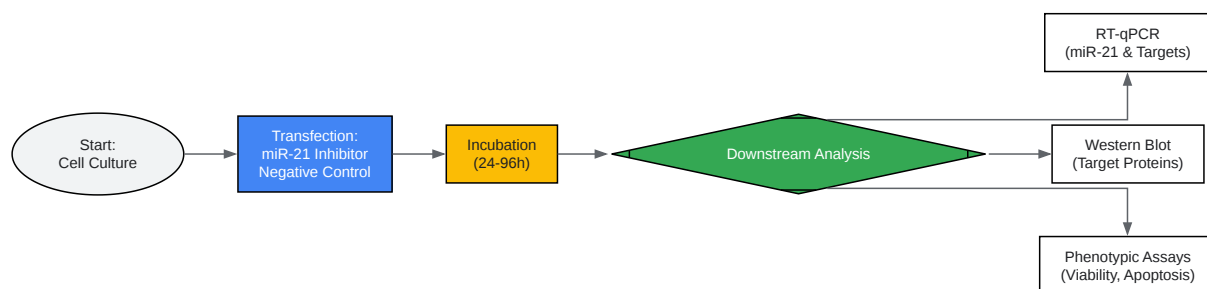 Start:
Cell Culture
Transfection:
miR-21 Inhibitor
Negative Control
Incubation
(24-96h)
Downstream Analysis
RT-qPCR
(miR-21 & Targets)
Western Blot
(Target Proteins)
Phenotypic Assays
(Viability, Apoptosis)